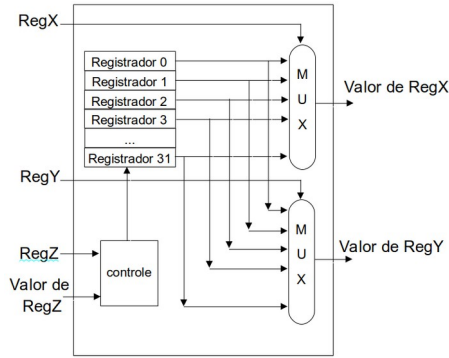 RegX
Registrador 0
Registrador 1
Registrador 2
Registrador 3
...
Registrador 31
M
U
X
Valor de RegX
RegY
M
U
X
Valor de RegY
RegZ
controle
Valor de
RegZ